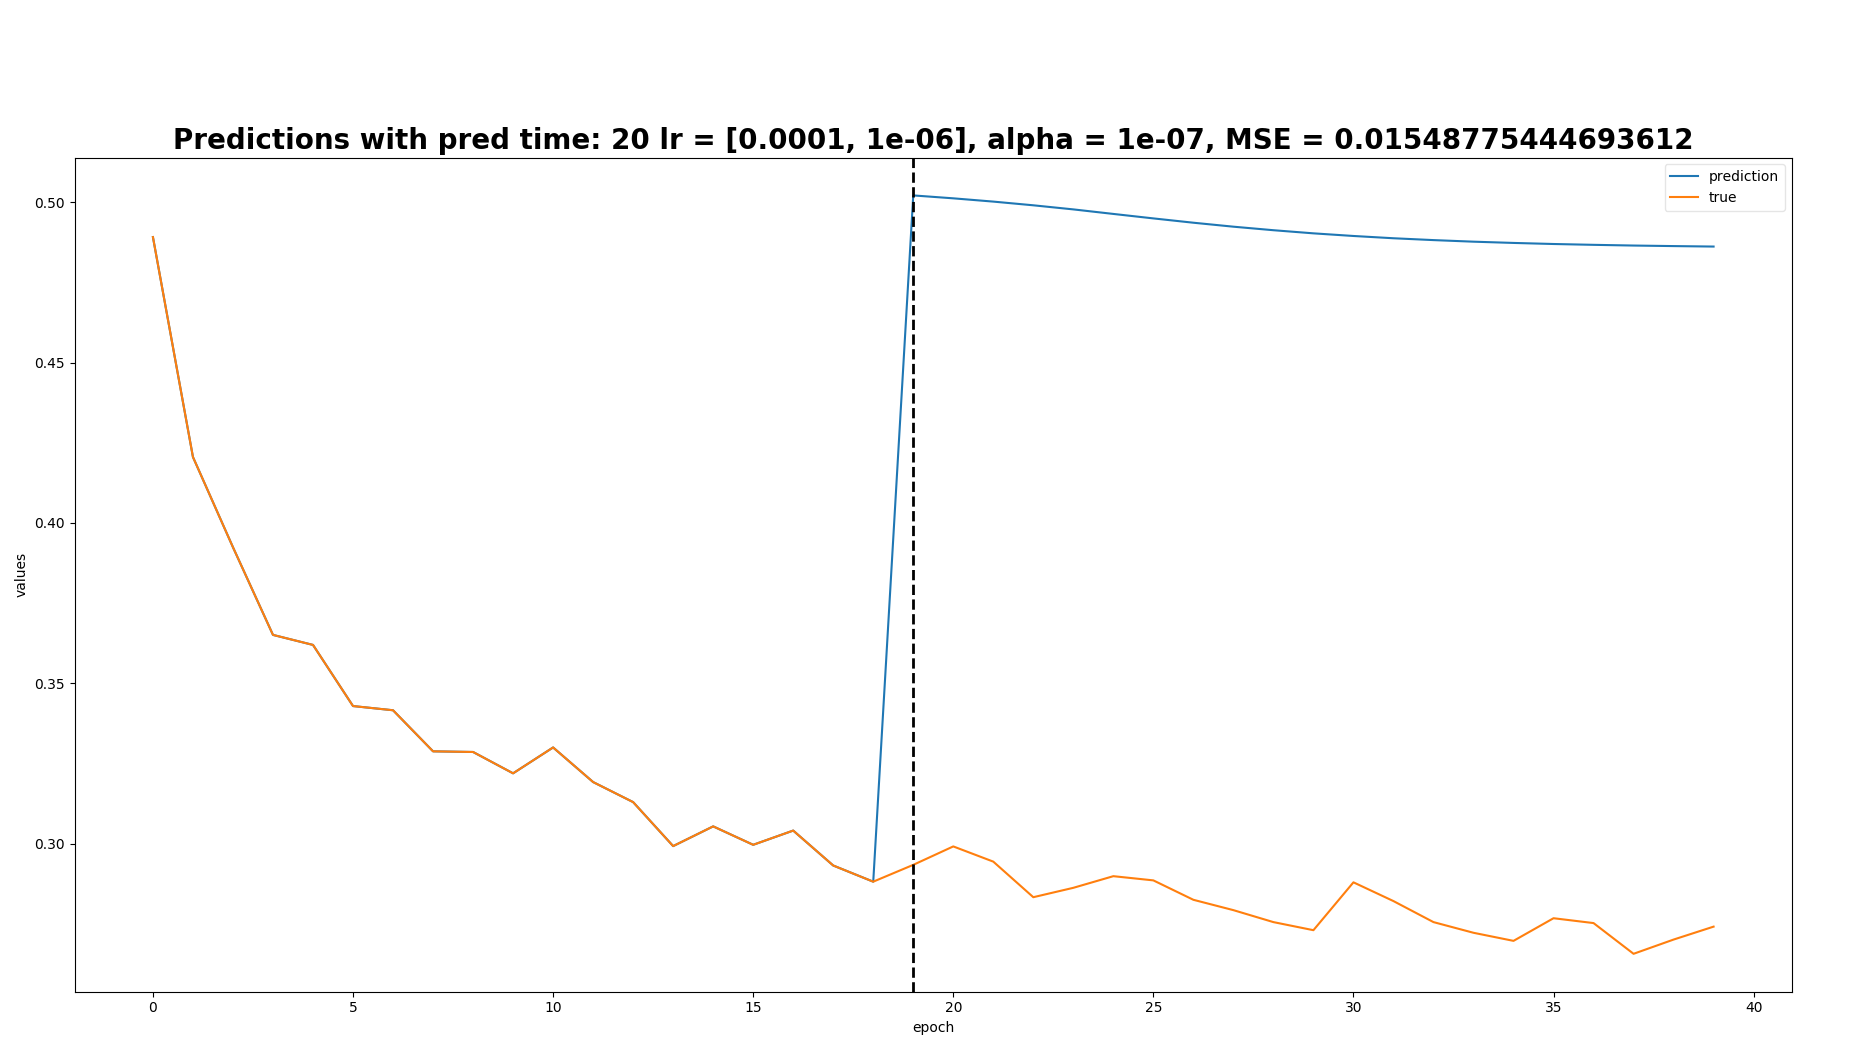 Predictions with pred time: 20 lr = [0.0001, 1e-06], alpha = 1e-07, MSE = 0.01548775444693612
prediction
true
0.50
0.45
0.40
0.35
0.30
values
0 5 10 15 20 25 30 35 40
epoch